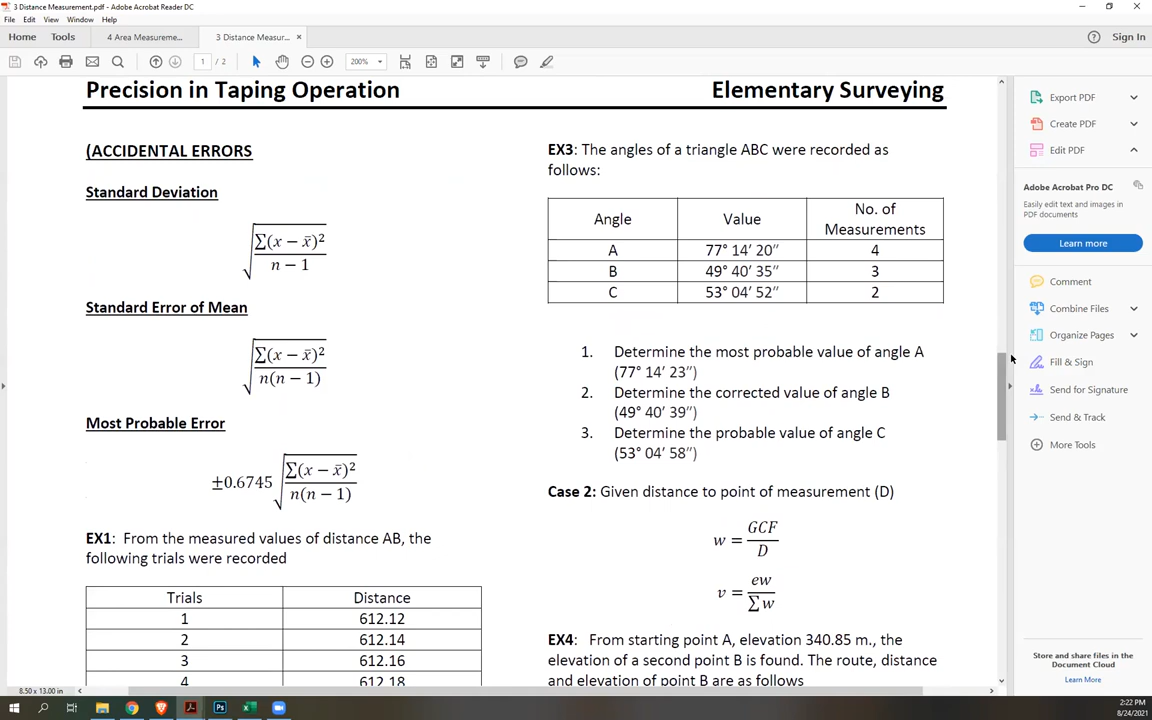 3 Distance Measurement.pdf - Adobe Acrobat Reader DC
File Edit View Window Help
Home Tools 4 Area Measureme... 3 Distance Measur... ×
? Sign In
1 / 2 200%
Precision in Taping Operation
Elementary Surveying
(ACCIDENTAL ERRORS
Standard Deviation
√(Σ(x − x̄)² / n − 1)
Standard Error of Mean
√(Σ(x − x̄)² / n(n − 1))
Most Probable Error
±0.6745 √(Σ(x − x̄)² / n(n − 1))
EX1: From the measured values of distance AB, the
following trials were recorded
Trials Distance
1 612.12
2 612.14
3 612.16
4 612.18
EX3: The angles of a triangle ABC were recorded as
follows:
Angle Value No. of
Measurements
A 77° 14′ 20″ 4
B 49° 40′ 35″ 3
C 53° 04′ 52″ 2
1. Determine the most probable value of angle A
(77° 14′ 23″)
2. Determine the corrected value of angle B
(49° 40′ 39″)
3. Determine the probable value of angle C
(53° 04′ 58″)
Case 2: Given distance to point of measurement (D)
w = GCF / D
v = ew / Σ w
EX4: From starting point A, elevation 340.85 m., the
elevation of a second point B is found. The route, distance
and elevation of point B are as follows
Export PDF
Create PDF
Edit PDF
Adobe Acrobat Pro DC
Easily edit text and images in
PDF documents
Learn more
Comment
Combine Files
Organize Pages
Fill & Sign
Send for Signature
Send & Track
More Tools
Store and share files in the
Document Cloud
Learn More
8.50 x 13.00 in
2:22 PM
8/24/2021